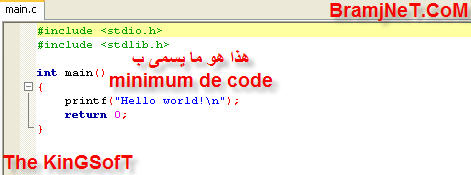 main.c
BramjNeT.CoM
#include <stdio.h>
#include <stdlib.h>
هذا هو ما يسمى ب
int main()
minimum de code
{
printf("Hello world!\n");
return 0;
}
The KinGSofT